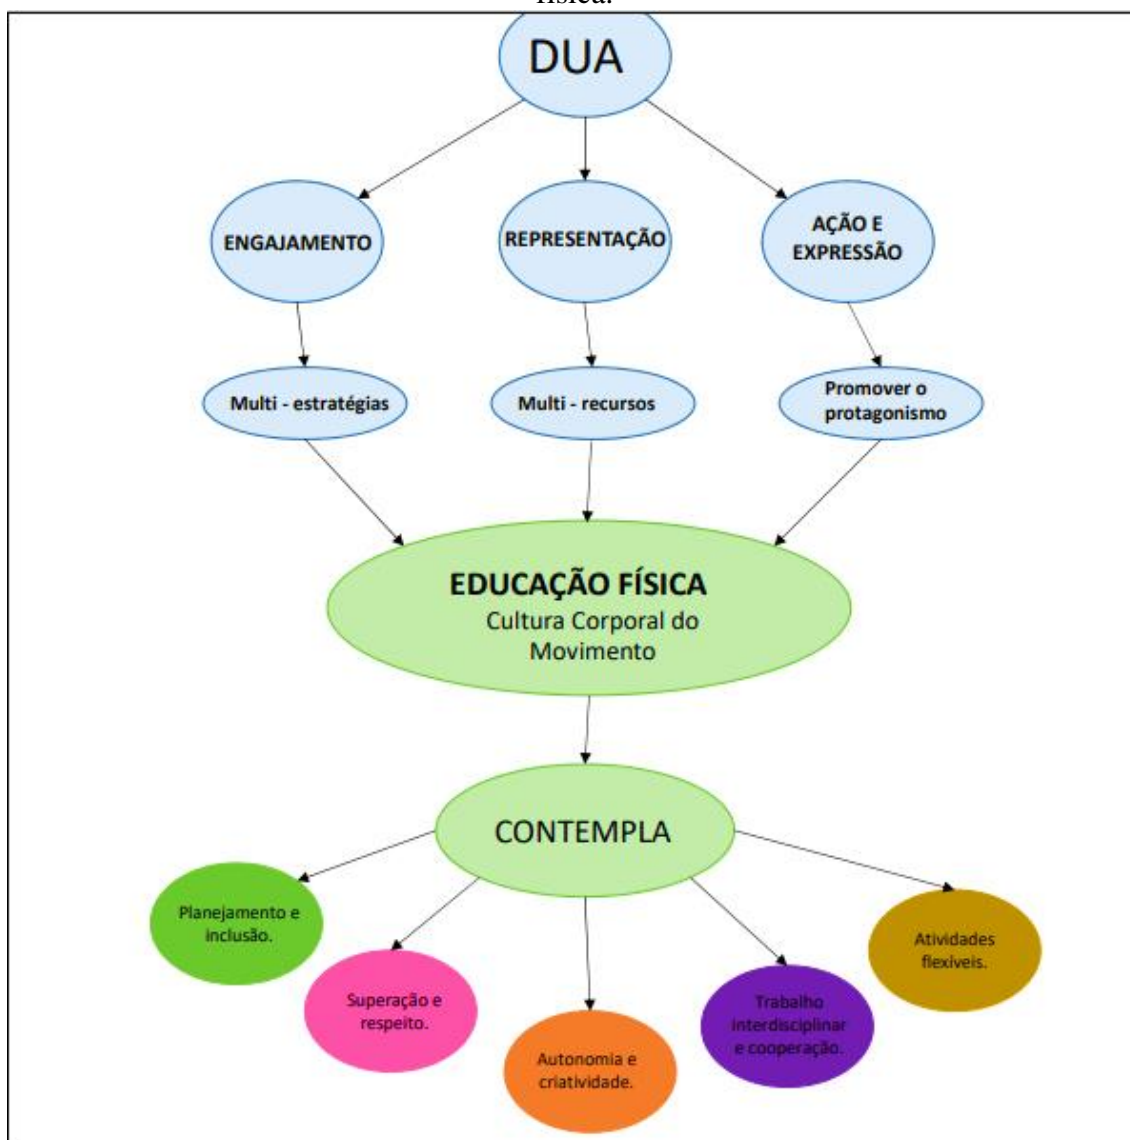 física.
DUA
ENGAJAMENTO
REPRESENTAÇÃO
AÇÃO E
EXPRESSÃO
Multi - estratégias
Multi - recursos
Promover o
protagonismo
EDUCAÇÃO FÍSICA
Cultura Corporal do
Movimento
CONTEMPLA
Planejamento e
inclusão.
Superação e
respeito.
Autonomia e
criatividade.
Trabalho
interdisciplinar
e cooperação.
Atividades
flexíveis.